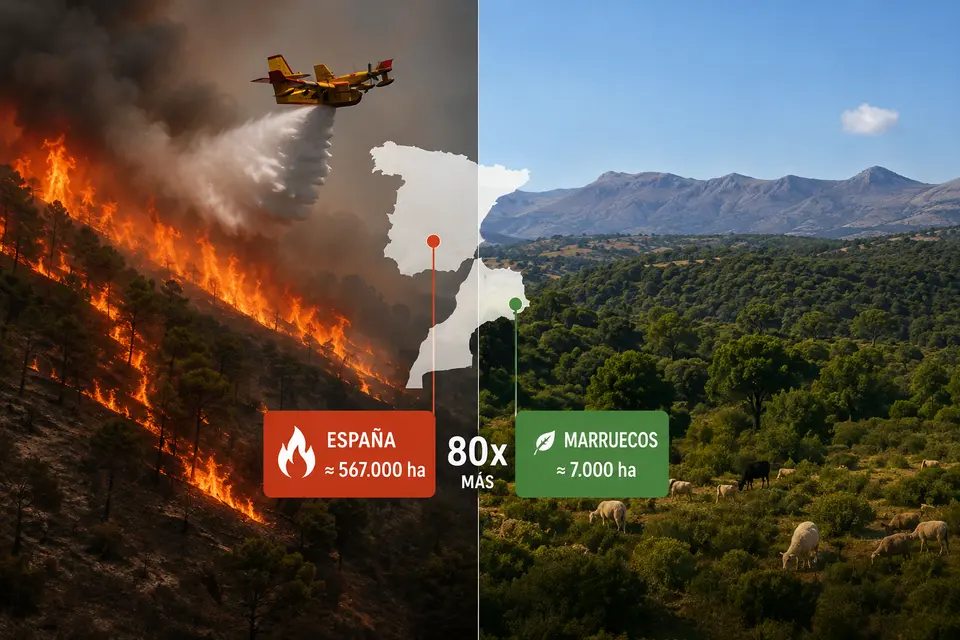 ESPAÑA
≈ 567.000 ha
80x
MÁS
MARRUECOS
≈ 7.000 ha